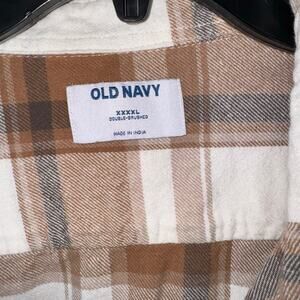 OLD NAVY
XXXXL
DOUBLE-BRUSHED
MADE IN INDIA